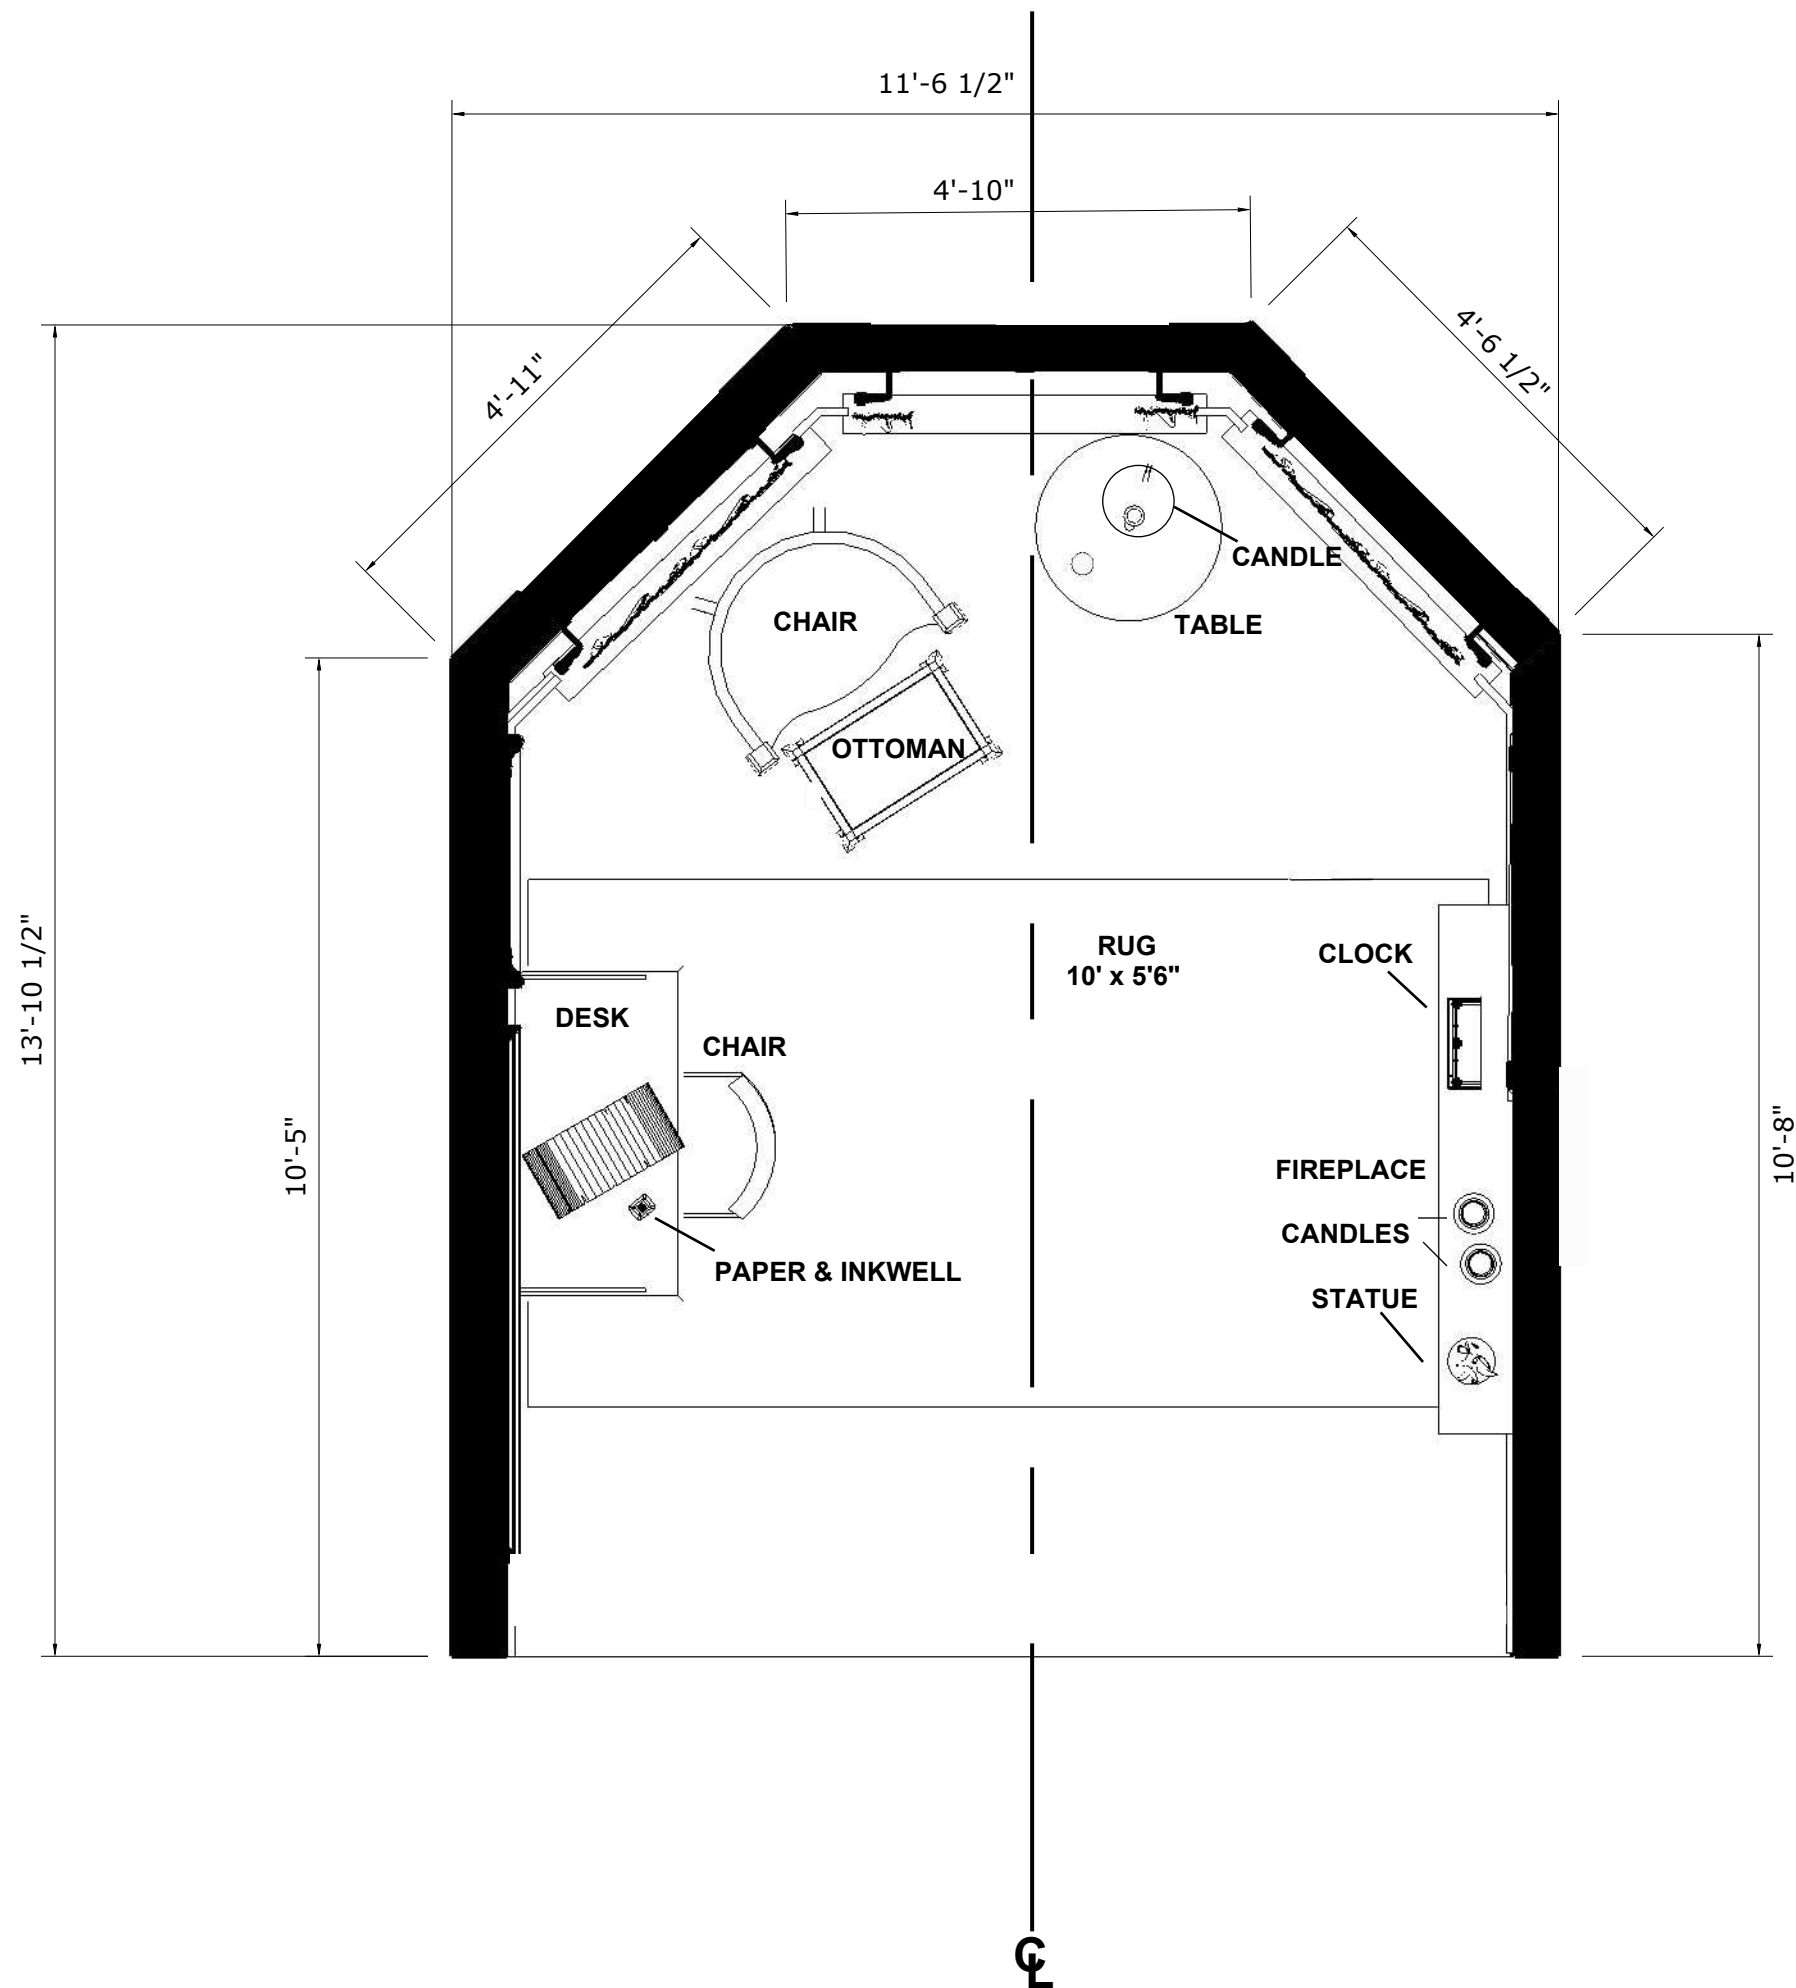 11'-6 1/2"
4'-10"
4'-11"
4'-6 1/2"
CANDLE
CHAIR
TABLE
OTTOMAN
13'-10 1/2"
10'-5"
10'-8"
RUG
10' x 5'6"
CLOCK
DESK
CHAIR
FIREPLACE
CANDLES
PAPER & INKWELL
STATUE
℄